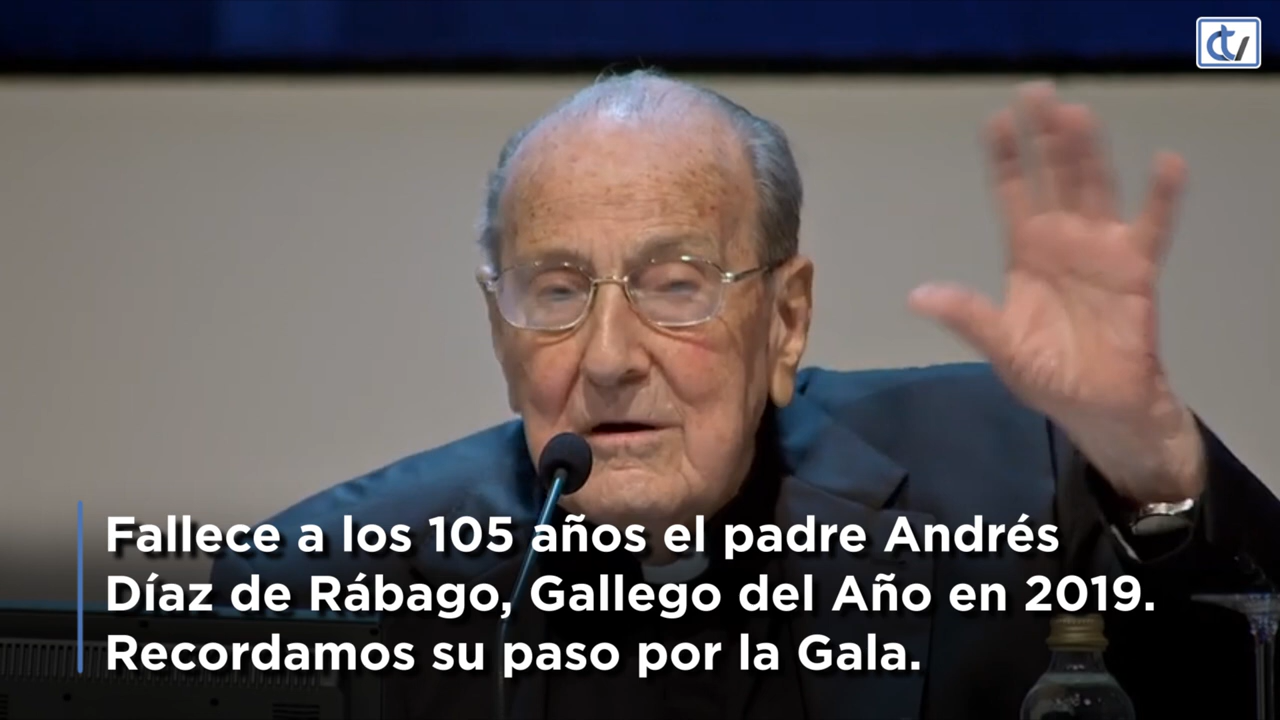 Fallece a los 105 años el padre Andrés
Díaz de Rábago, Gallego del Año en 2019.
Recordamos su paso por la Gala.